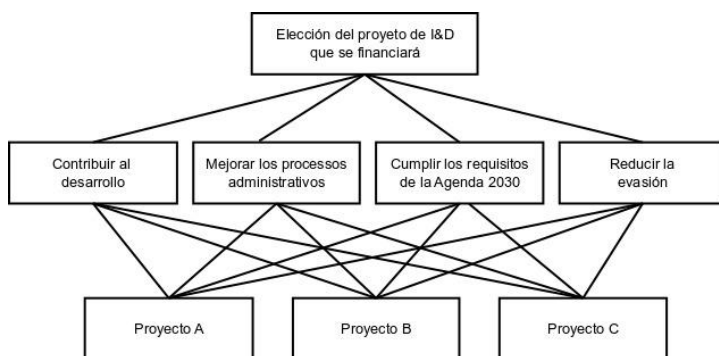 Elección del proyeto de I&D
que se financiará
Contribuir al
desarrollo
Mejorar los processos
administrativos
Cumplir los requisitos
de la Agenda 2030
Reducir la
evasión
Proyecto A
Proyecto B
Proyecto C